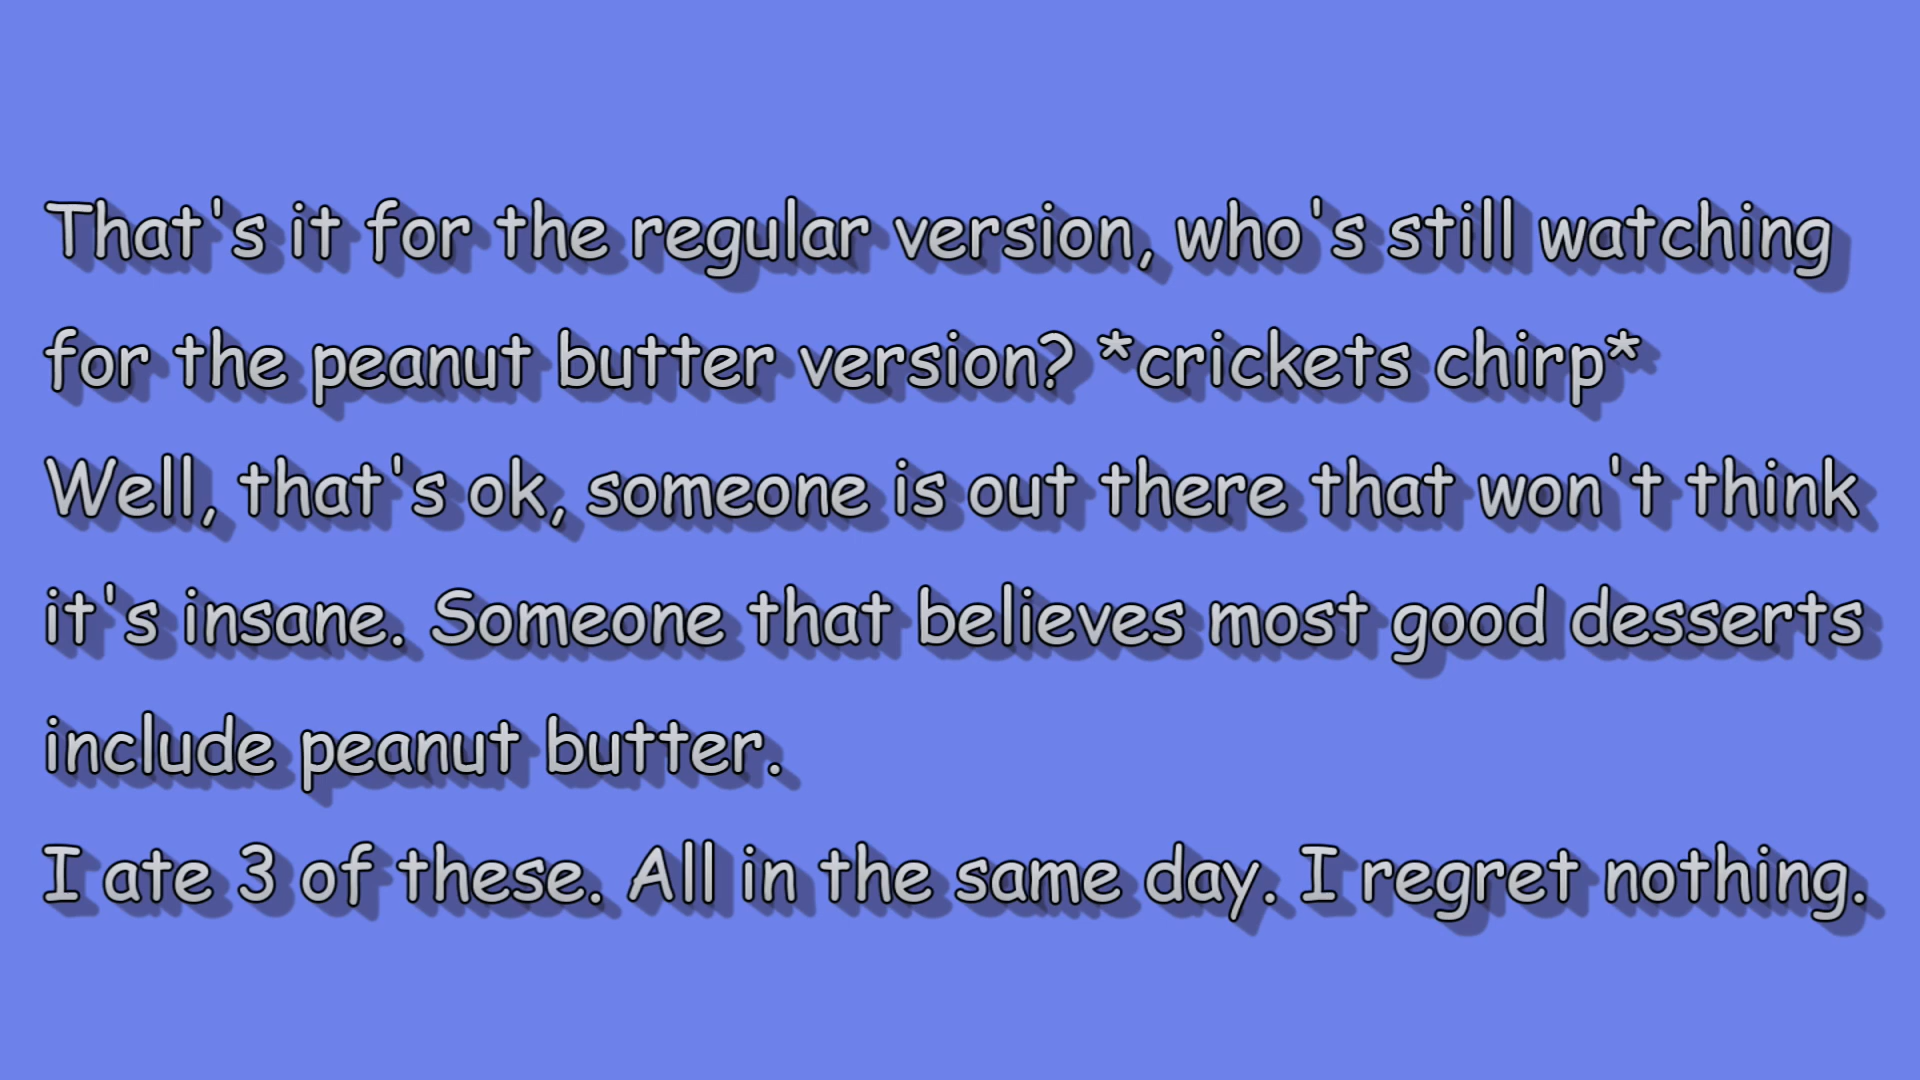 That's it for the regular version, who's still watching
for the peanut butter version? *crickets chirp*
Well, that's ok, someone is out there that won't think
it's insane. Someone that believes most good desserts
include peanut butter.
I ate 3 of these. All in the same day. I regret nothing.